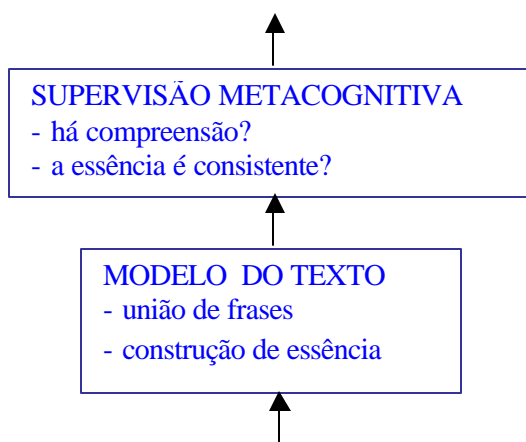 SUPERVISÃO METACOGNITIVA
- há compreensão?
- a essência é consistente?
MODELO DO TEXTO
- união de frases
- construção de essência